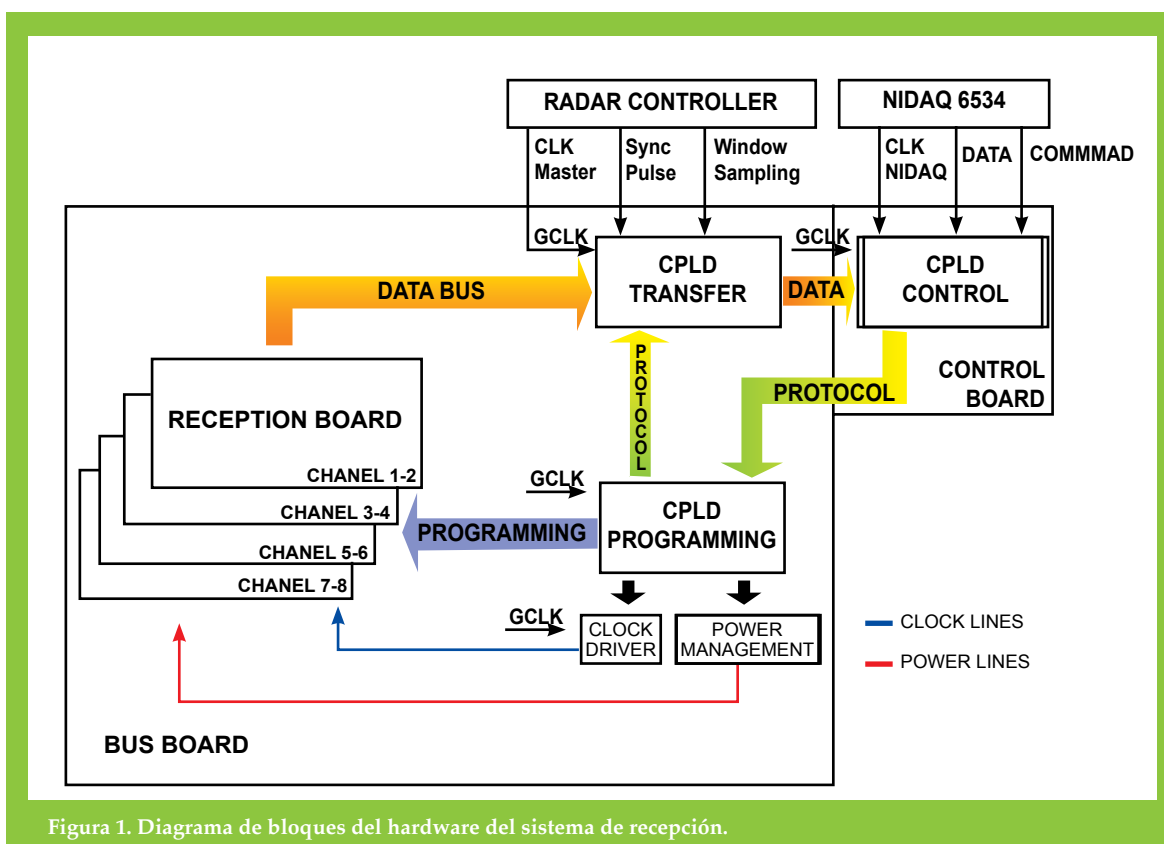 RADAR CONTROLLER
NIDAQ 6534
CLK
Master
Sync
Pulse
Window
Sampling
CLK
NIDAQ
DATA
COMMMAD
GCLK
CPLD
TRANSFER
GCLK
CPLD
CONTROL
DATA BUS
DATA
PROTOCOL
PROTOCOL
CONTROL
BOARD
RECEPTION BOARD
CHANEL 1-2
CHANEL 3-4
CHANEL 5-6
CHANEL 7-8
GCLK
CPLD
PROGRAMMING
PROGRAMMING
GCLK
CLOCK
DRIVER
POWER
MANAGEMENT
CLOCK LINES
POWER LINES
BUS BOARD
Figura 1. Diagrama de bloques del hardware del sistema de recepción.